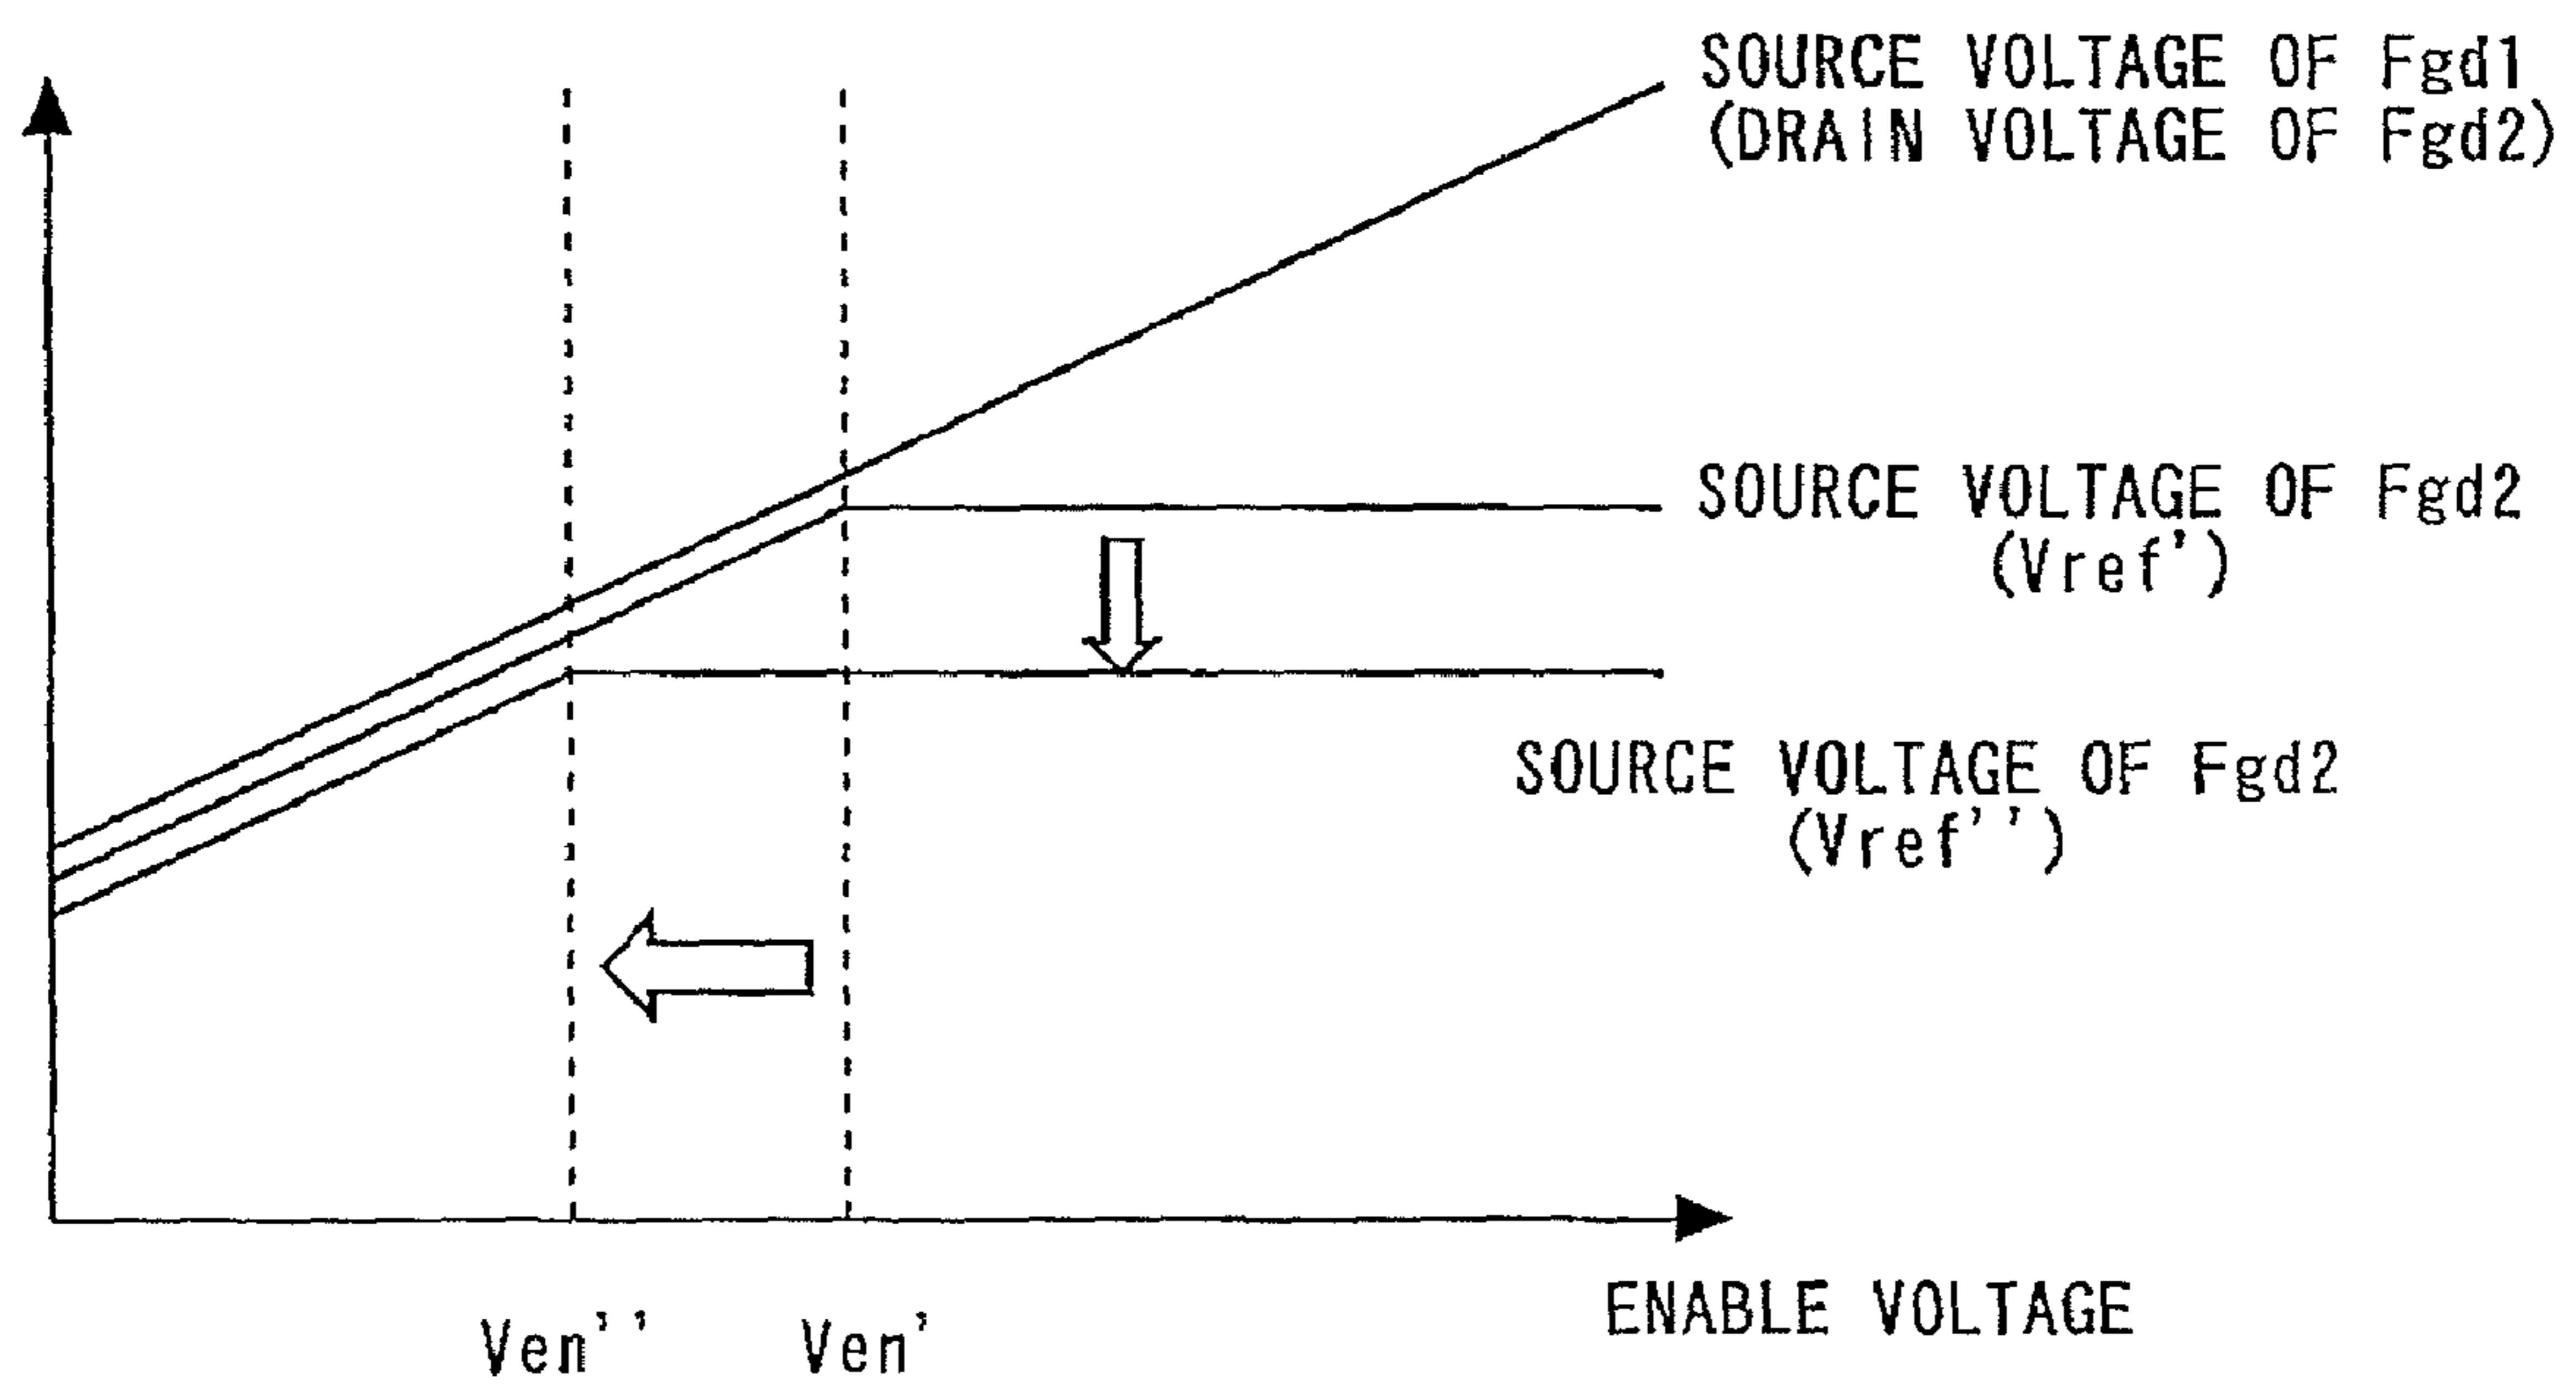 SOURCE VOLTAGE OF Fgd1
(DRAIN VOLTAGE OF Fgd2)
SOURCE VOLTAGE OF Fgd2
(Vref')
SOURCE VOLTAGE OF Fgd2
(Vref'')
ENABLE VOLTAGE
Ven'' Ven'